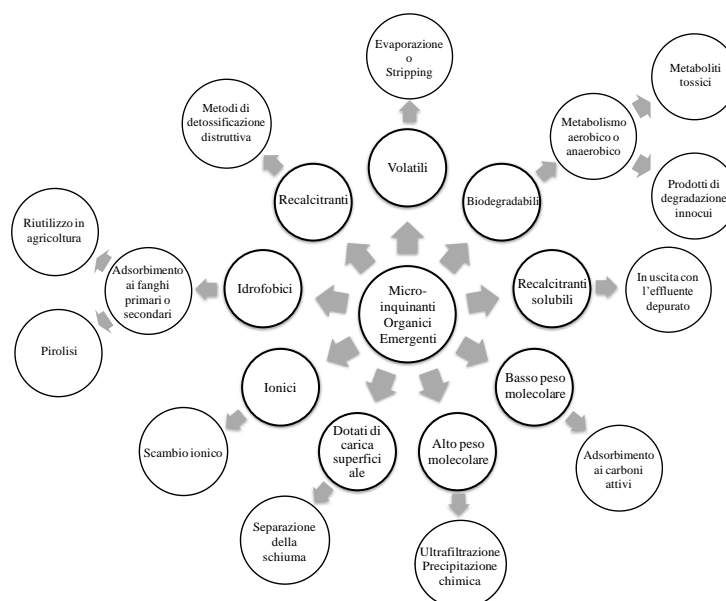 Evaporazione
o
Stripping
Metaboliti
tossici
Metodi di
detossificazione
distruttiva
Metabolismo
aerobico o
anaerobico
Volatili
Recalcitranti
Biodegradabili
Prodotti di
degradazione
innocui
Riutilizzo in
agricoltura
Adsorbimento
ai fanghi
primari o
secondari
Idrofobici
Micro-
inquinanti
Organici
Emergenti
Recalcitranti
solubili
In uscita con
l’effluente
depurato
Pirolisi
Ionici
Basso peso
molecolare
Scambio ionico
Dotati di
carica
superfici
ale
Alto peso
molecolare
Adsorbimento
ai carboni
attivi
Separazione
della
schiuma
Ultrafiltrazione
Precipitazione
chimica